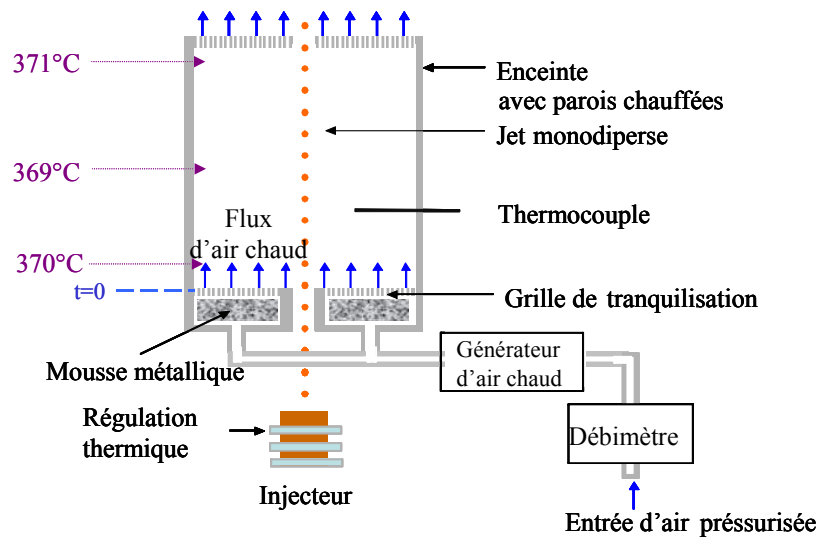 371°C
Enceinte
avec parois chauffées
Jet monodiperse
369°C
Thermocouple
Flux
d'air chaud
370°C
t=0
Grille de tranquilisation
Mousse métallique
Générateur
d'air chaud
Régulation
thermique
Débimètre
Injecteur
Entrée d'air préssurisée